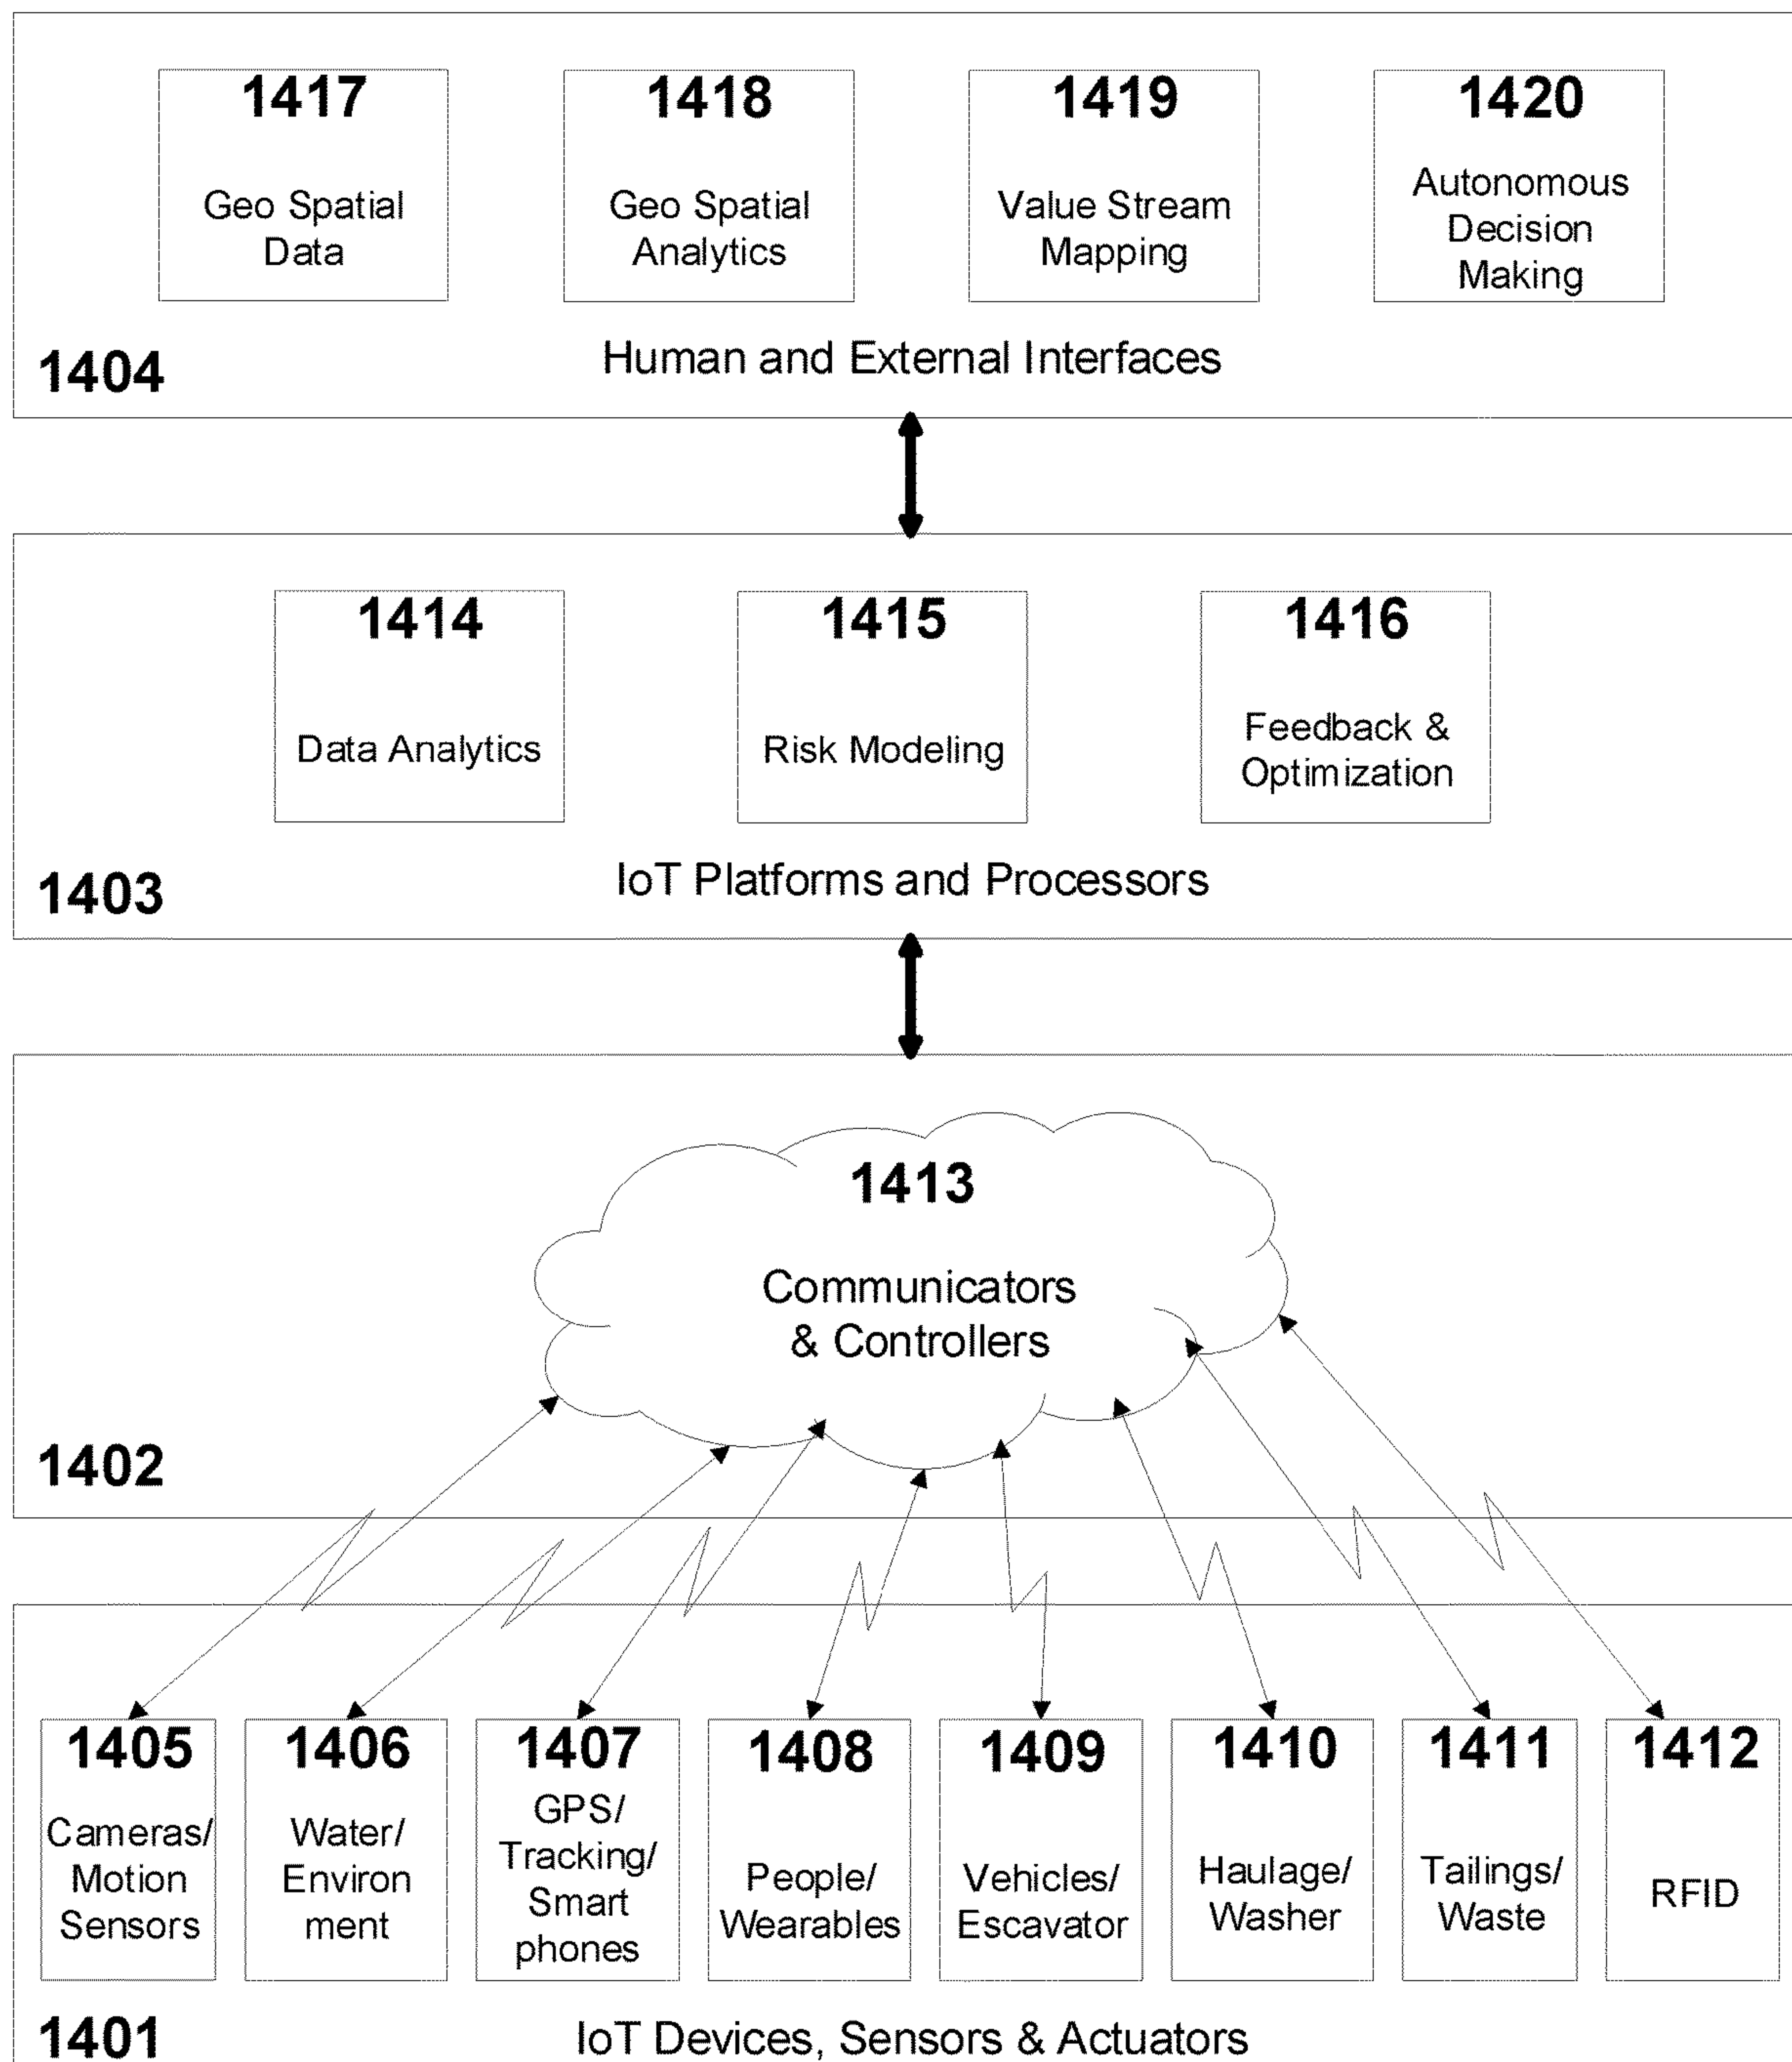 1417
Geo Spatial
Data
1418
Geo Spatial
Analytics
1419
Value Stream
Mapping
1420
Autonomous
Decision
Making
1404
Human and External Interfaces
1414
Data Analytics
1415
Risk Modeling
1416
Feedback &
Optimization
1403
IoT Platforms and Processors
1413
Communicators
& Controllers
1402
1405
Cameras/
Motion
Sensors
1406
Water/
Environ
ment
1407
GPS/
Tracking/
Smart
phones
1408
People/
Wearables
1409
Vehicles/
Escavator
1410
Haulage/
Washer
1411
Tailings/
Waste
1412
RFID
1401
IoT Devices, Sensors & Actuators